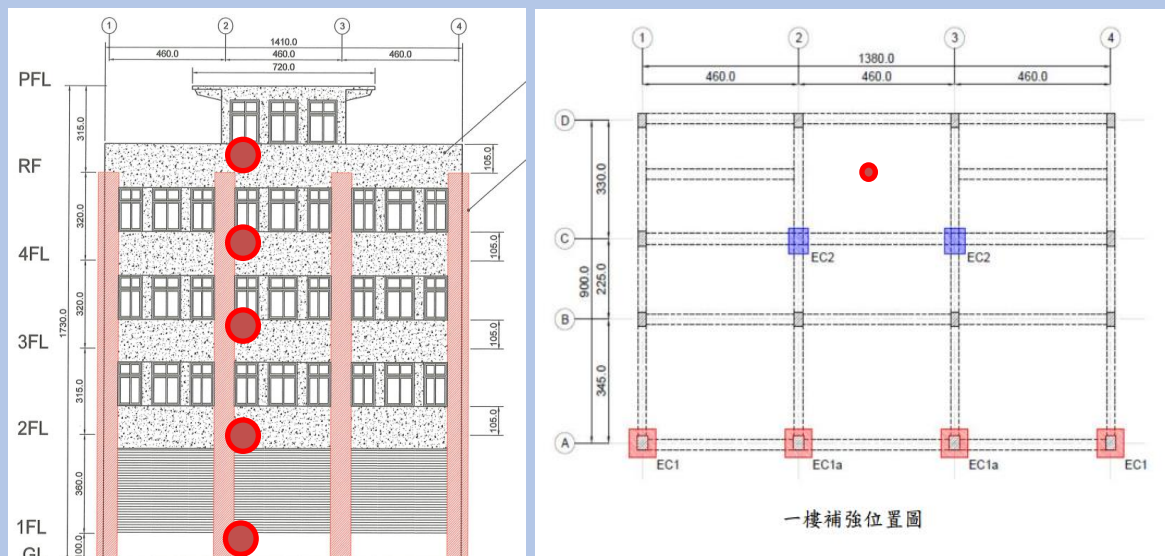 1 2 3 4
1410.0
460.0 460.0 460.0
720.0
PFL
315.0
RF
105.0
320.0
4FL
105.0
320.0
1730.0
3FL
105.0
315.0
2FL
105.0
360.0
1FL
100.0
GL
1 2 3 4
1380.0
460.0 460.0 460.0
D
330.0
C
EC2 EC2
900.0
225.0
B
345.0
A
EC1 EC1a EC1a EC1
一樓補強位置圖